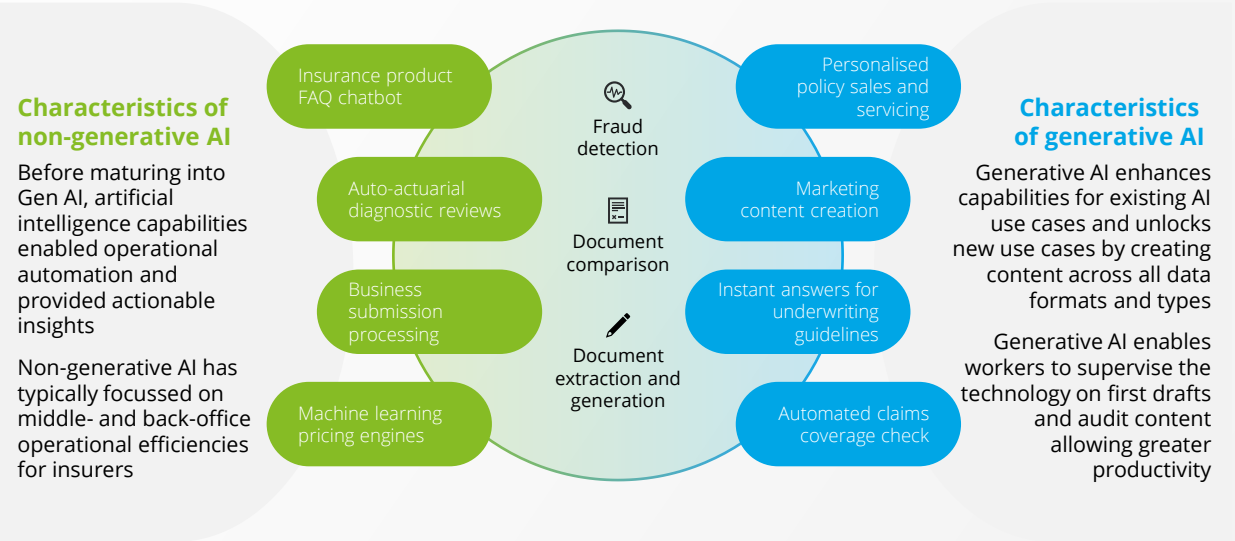 Characteristics of
non-generative AI
Before maturing into
Gen AI, artificial
intelligence capabilities
enabled operational
automation and
provided actionable
insights
Non-generative AI has
typically focussed on
middle- and back-office
operational efficiencies
for insurers
Insurance product
FAQ chatbot
Auto-actuarial
diagnostic reviews
Business
submission
processing
Machine learning
pricing engines
Fraud
detection
Document
comparison
Document
extraction and
generation
Personalised
policy sales and
servicing
Marketing
content creation
Instant answers for
underwriting
guidelines
Automated claims
coverage check
Characteristics
of generative AI
Generative AI enhances
capabilities for existing AI
use cases and unlocks
new use cases by creating
content across all data
formats and types
Generative AI enables
workers to supervise the
technology on first drafts
and audit content
allowing greater
productivity